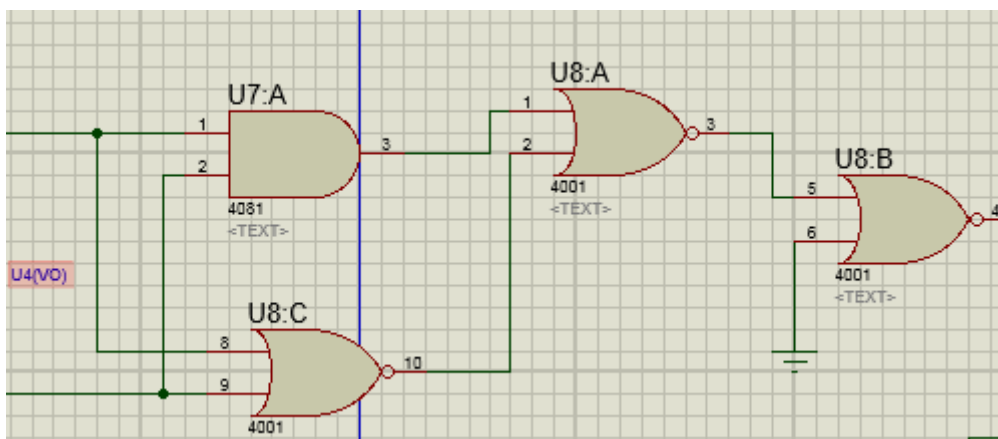 U7:A
1
2
3
4081
<TEXT>
U8:A
1
2
3
4001
<TEXT>
U8:B
5
6
4
4001
<TEXT>
U4(VO)
U8:C
8
9
10
4001